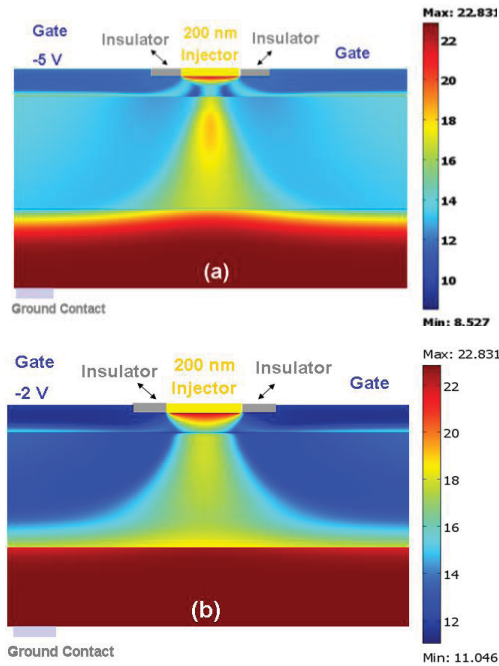 Max: 22.831
Gate
-5 V
Insulator
200 nm
Injector
Insulator
Gate
22
20
18
16
14
12
10
(a)
Ground Contact
Min: 8.527
Max: 22.831
Gate
-2 V
Insulator
200 nm
Injector
Insulator
Gate
22
20
18
16
14
12
(b)
Ground Contact
Min: 11.046